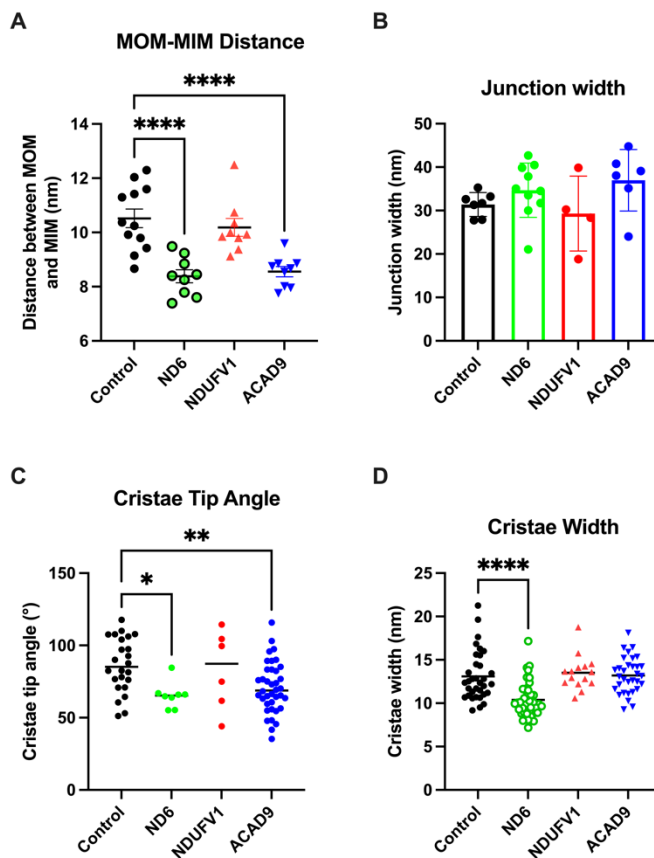 A
MOM-MIM Distance
****
****
14
12
10
8
6
Distance between MOM
and MIM (nm)
Control
ND6
NDUFV1
ACAD9
B
Junction width
50
40
30
20
10
0
Junction width (nm)
Control
ND6
NDUFV1
ACAD9
C
Cristae Tip Angle
**
*
150
100
50
0
Cristae tip angle (°)
Control
ND6
NDUFV1
ACAD9
D
Cristae Width
****
25
20
15
10
5
0
Cristae width (nm)
Control
ND6
NDUFV1
ACAD9